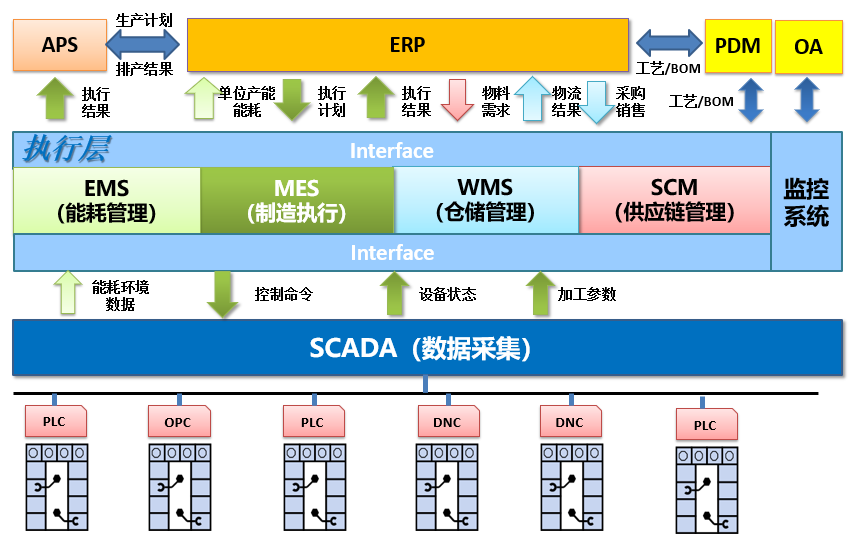 生产计划
APS
ERP
PDM
OA
排产结果
工艺/BOM
执行
结果
单位产能
能耗
执行
计划
执行
结果
物料
需求
物流
结果
采购
销售
工艺/BOM
执行层
Interface
EMS
(能耗管理)
MES
(制造执行)
WMS
(仓储管理)
SCM
(供应链管理)
监控
系统
Interface
能耗环境
数据
控制命令
设备状态
加工参数
SCADA（数据采集）
PLC
OPC
PLC
DNC
DNC
PLC